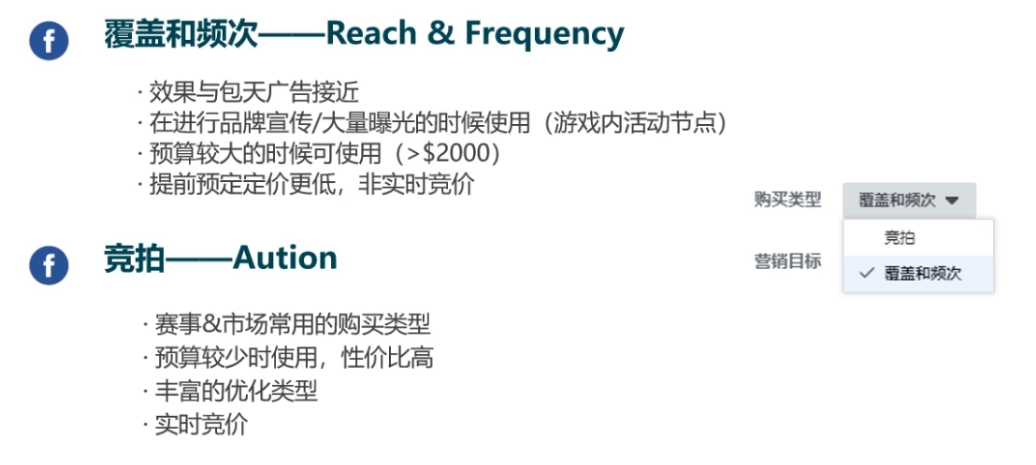 覆盖和频次——Reach & Frequency
· 效果与包天广告接近
· 在进行品牌宣传/大量曝光的时候使用（游戏内活动节点）
· 预算较大的时候可使用（>$2000）
· 提前预定定价更低，非实时竞价
购买类型 覆盖和频次
竞拍
营销目标
覆盖和频次
竞拍——Aution
· 赛事&市场常用的购买类型
· 预算较少时使用，性价比高
· 丰富的优化类型
· 实时竞价